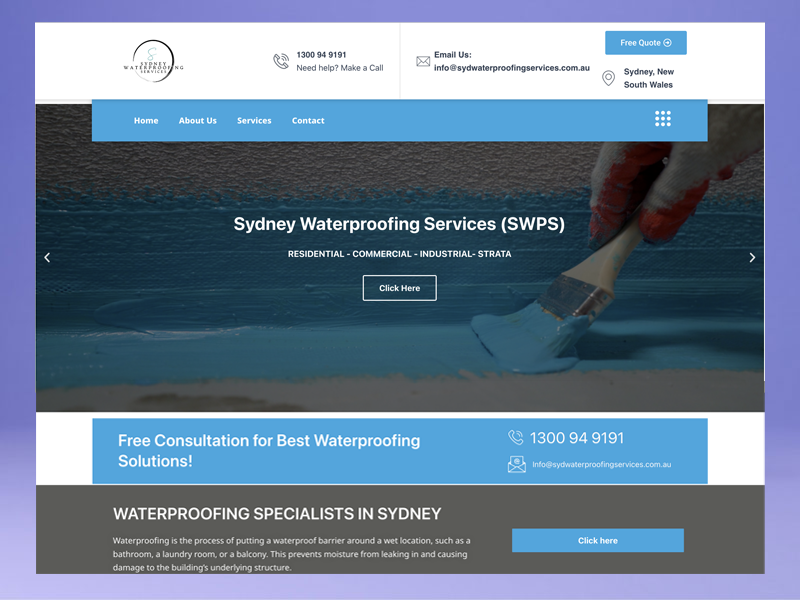 SYDNEY
WATERPROOFING
SERVICES
1300 94 9191
Need help? Make a Call
Email Us:
info@sydwaterproofingservices.com.au
Free Quote
Sydney, New
South Wales
Home
About Us
Services
Contact
Sydney Waterproofing Services (SWPS)
RESIDENTIAL - COMMERCIAL - INDUSTRIAL- STRATA
Click Here
Free Consultation for Best Waterproofing
Solutions!
1300 94 9191
Info@sydwaterproofingservices.com.au
WATERPROOFING SPECIALISTS IN SYDNEY
Waterproofing is the process of putting a waterproof barrier around a wet location, such as a
bathroom, a laundry room, or a balcony. This prevents moisture from leaking in and causing
damage to the building's underlying structure.
Click here